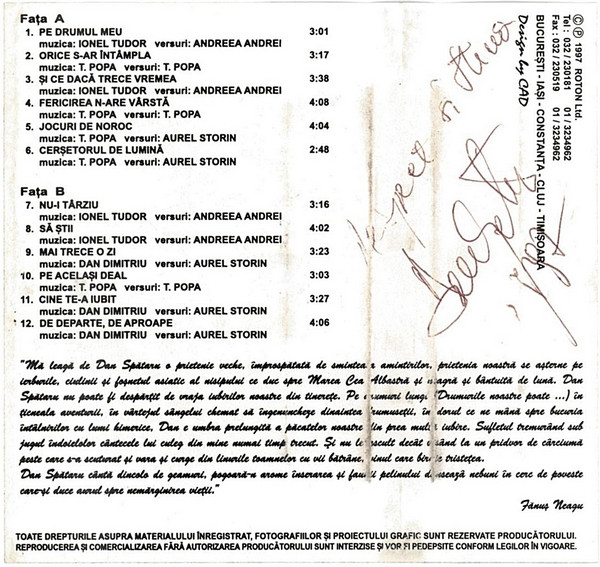 Fața A
1. PE DRUMUL MEU 3:01
muzica: IONEL TUDOR versuri: ANDREEA ANDREI
2. ORICE S-AR ÎNTÂMPLA 3:17
muzica: T. POPA versuri: T. POPA
3. ȘI CE DACĂ TRECE VREMEA 3:38
muzica: IONEL TUDOR versuri: ANDREEA ANDREI
4. FERICIREA N-ARE VÂRSTĂ 4:08
muzica: T. POPA versuri: T. POPA
5. JOCURI DE NOROC 4:04
muzica: T. POPA versuri: AUREL STORIN
6. CERȘETORUL DE LUMINĂ 2:48
muzica: T. POPA versuri: AUREL STORIN
Fața B
7. NU-I TÂRZIU 3:16
muzica: IONEL TUDOR versuri: ANDREEA ANDREI
8. SĂ ȘTII 4:02
muzica: IONEL TUDOR versuri: ANDREEA ANDREI
9. MAI TRECE O ZI 3:23
muzica: DAN DIMITRIU versuri: AUREL STORIN
10. PE ACELAȘI DEAL 3:03
muzica: T. POPA versuri: T. POPA
11. CINE TE-A IUBIT 3:27
muzica: DAN DIMITRIU versuri: AUREL STORIN
12. DE DEPARTE, DE APROAPE 4:06
muzica: DAN DIMITRIU versuri: AUREL STORIN
© ℗ 1997 ROTON Ltd.
Tel : 032 / 230181 01 / 3234962
Fax : 032 / 230519 01 / 3234962
BUCUREȘTI - IAȘI - CONSTANȚA - CLUJ - TIMIȘOARA
Design by CAD
"Mă leagă de Dan Spătaru o prietenie veche, împrospătată de smintea a amintirilor, prietenia noastră se așterne pe
ierburile, ciulinii și foșnetul asiatic al nisipului ce duc spre Marea Cea Albastră și neagră și bântuită de lună. Dan
Spătaru nu poate fi despărțit de vraja iubirilor noastre din tinerețe. Pe drumuri lungi (Drumurile noastre poate ...) în
ticneala aventurii, în vârtejul sângelui chemat să îngenuncheze dinaintea frumuseții, în dorul ce ne mână spre bucuria
întâlnirilor cu lumi himerice. Dan e umbra prelungită a păcatelor noastre din prea multă iubire. Sufletul tremurând sub
jugul îndoielolor cântecele lui culeg din mine numai timp trecut. Și nu le ascult decât când la un pridvor de cârciumă
peste care s-a scuturat și vara și curge din limurile toamnelor cu vii bătrâne, vinul care biruie tristețea.
Dan Spătaru cântă dincolo de geamuri, pogoară-n arome înserarea și faunii pelinului dansează nebuni în cerc de poveste
care-și duce aurul spre nemărginirea vieții."
Fănuș Neagu
TOATE DREPTURILE ASUPRA MATERIALULUI ÎNREGISTRAT, FOTOGRAFIILOR ȘI PROIECTULUI GRAFIC SUNT REZERVATE PRODUCĂTORULUI.
REPRODUCEREA ȘI COMERCIALIZAREA FĂRĂ AUTORIZAREA PRODUCĂTORULUI SUNT INTERZISE ȘI VOR FI PEDEPSITE CONFORM LEGILOR ÎN VIGOARE.